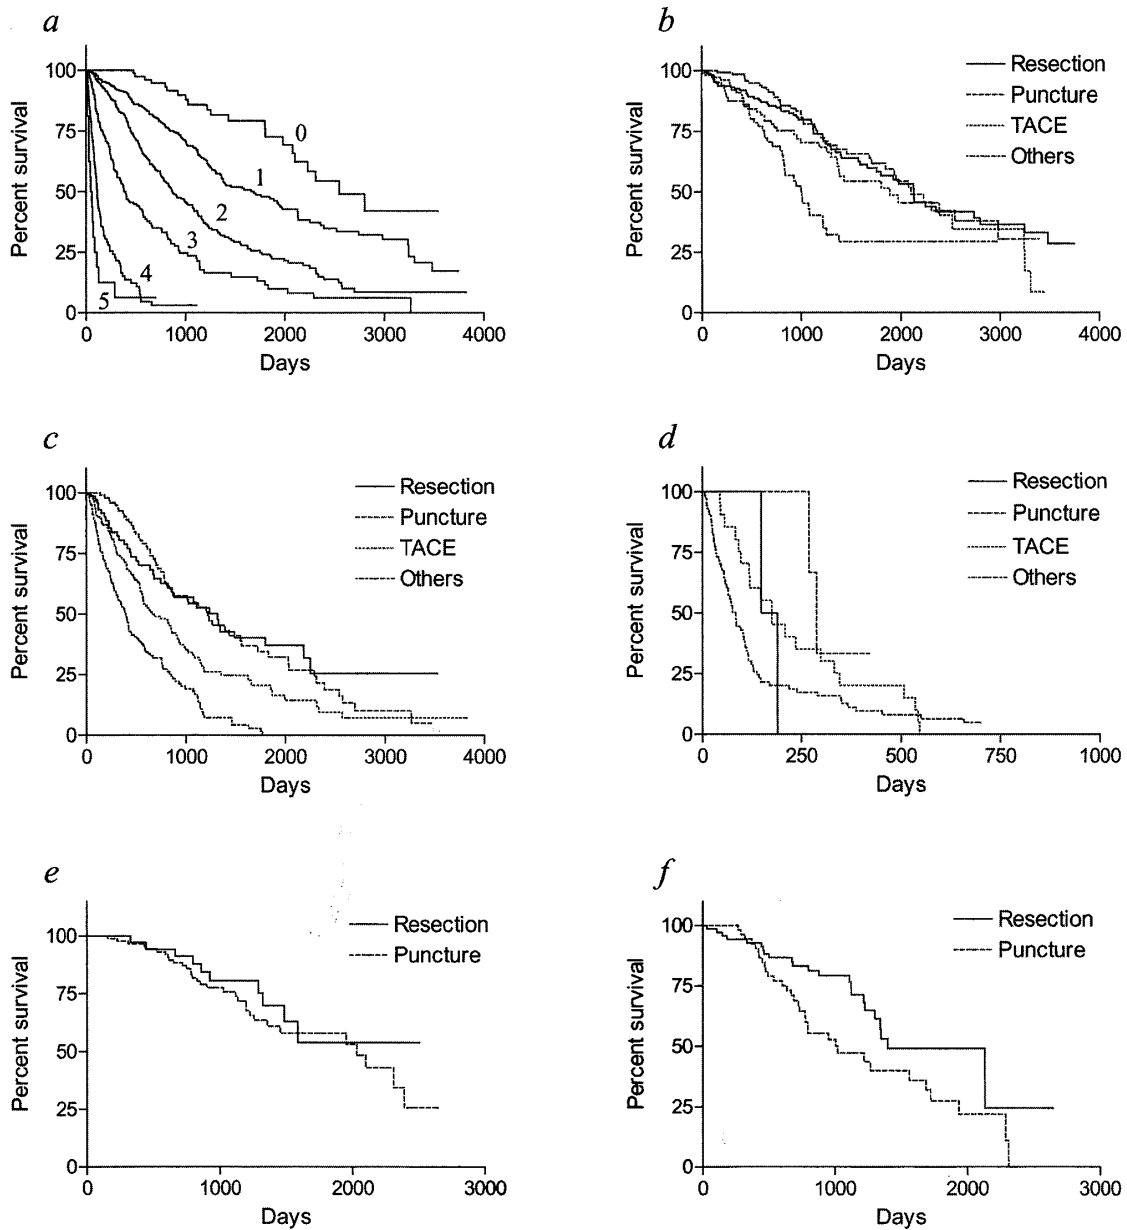 a
Percent survival
100
75
50
25
0
0
1
2
3
4
5
0 1000 2000 3000 4000
Days
b
Percent survival
100
75
50
25
0
Resection
Puncture
TACE
Others
0 1000 2000 3000 4000
Days
c
Percent survival
100
75
50
25
0
Resection
Puncture
TACE
Others
0 1000 2000 3000 4000
Days
d
Percent survival
100
75
50
25
0
Resection
Puncture
TACE
Others
0 250 500 750 1000
Days
e
Percent survival
100
75
50
25
0
Resection
Puncture
0 1000 2000 3000
Days
f
Percent survival
100
75
50
25
0
Resection
Puncture
0 1000 2000 3000
Days